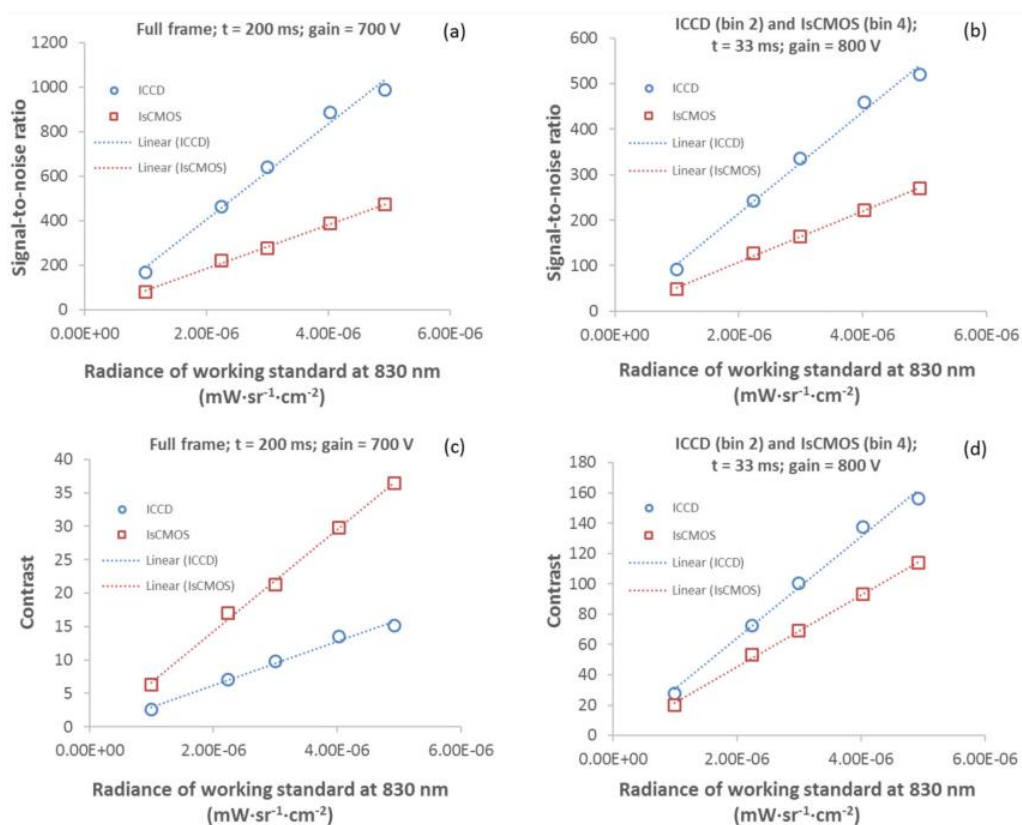 Full frame; t = 200 ms; gain = 700 V
(a)
1200
1000
800
600
400
200
0
Signal-to-noise ratio
ICCD
IsCMOS
Linear (ICCD)
Linear (IsCMOS)
0.00E+00 2.00E-06 4.00E-06 6.00E-06
Radiance of working standard at 830 nm
(mW·sr⁻¹·cm⁻²)
ICCD (bin 2) and IsCMOS (bin 4);
t = 33 ms; gain = 800 V
(b)
600
500
400
300
200
100
0
Signal-to-noise ratio
ICCD
IsCMOS
Linear (ICCD)
Linear (IsCMOS)
0.00E+00 2.00E-06 4.00E-06 6.00E-06
Radiance of working standard at 830 nm
(mW·sr⁻¹·cm⁻²)
Full frame; t = 200 ms; gain = 700 V
(c)
40
35
30
25
20
15
10
5
0
Contrast
ICCD
IsCMOS
Linear (ICCD)
Linear (IsCMOS)
0.00E+00 2.00E-06 4.00E-06 6.00E-06
Radiance of working standard at 830 nm
(mW·sr⁻¹·cm⁻²)
ICCD (bin 2) and IsCMOS (bin 4);
t = 33 ms; gain = 800 V
(d)
180
160
140
120
100
80
60
40
20
0
Contrast
ICCD
IsCMOS
Linear (ICCD)
Linear (IsCMOS)
0.00E+00 2.00E-06 4.00E-06 6.00E-06
Radiance of working standard at 830 nm
(mW·sr⁻¹·cm⁻²)